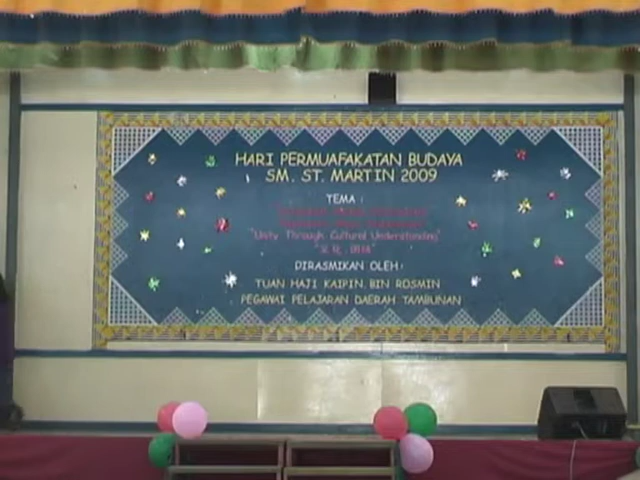 HARI PERMUAFAKATAN BUDAYA
SM. ST. MARTIN 2009
TEMA :
"Unity Through Cultural Understanding"
DIRASMIKAN OLEH:
TUAN HAJI KAIPIN BIN ROSMIN
PEGAWAI PELAJARAN DAERAH TAMBUNAN